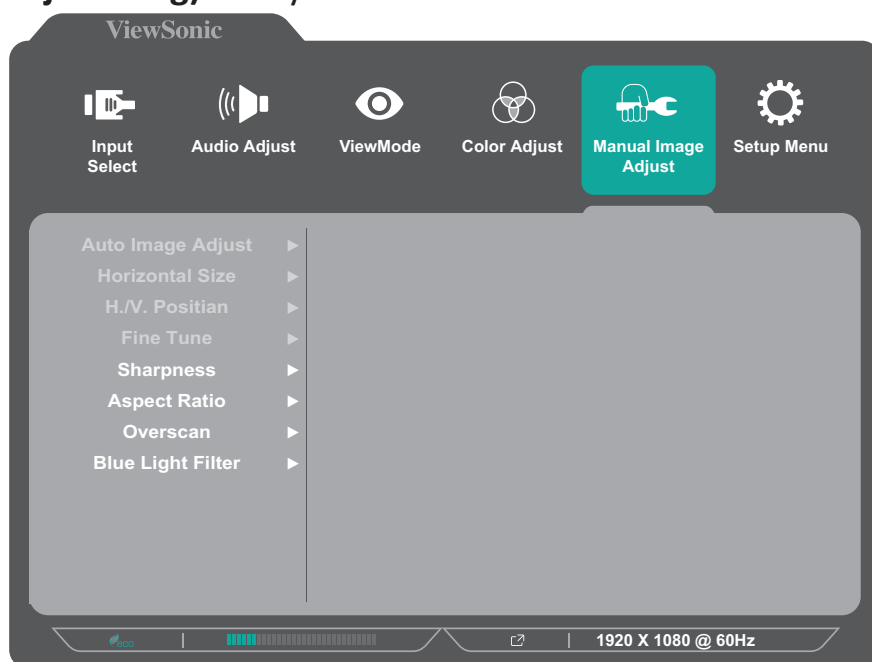 ViewSonic
Input Select
Audio Adjust
ViewMode
Color Adjust
Manual Image Adjust
Setup Menu
Auto Image Adjust
Horizontal Size
H./V. Positian
Fine Tune
Sharpness
Aspect Ratio
Overscan
Blue Light Filter
eco
1920 X 1080 @ 60Hz